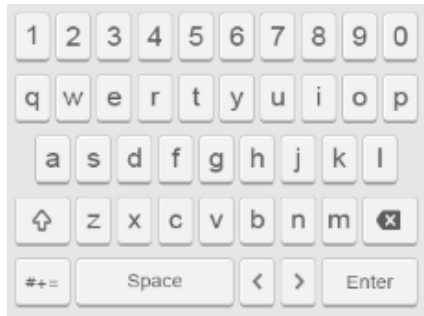 1 2 3 4 5 6 7 8 9 0
q w e r t y u i o p
a s d f g h j k l
z x c v b n m
#+= Space < > Enter